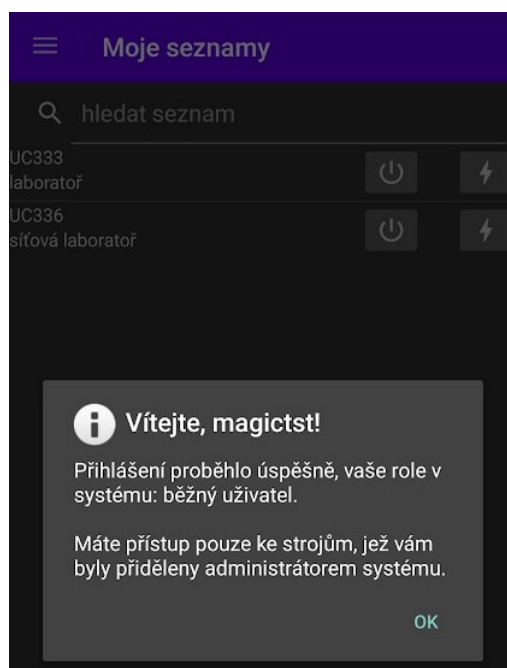 Moje seznamy
hledat seznam
UC333
laboratoř
UC336
síťová laboratoř
Vítejte, magictst!
Přihlášení proběhlo úspěšně, vaše role v
systému: běžný uživatel.
Máte přístup pouze ke strojům, jež vám
byly přiděleny administrátorem systému.
OK